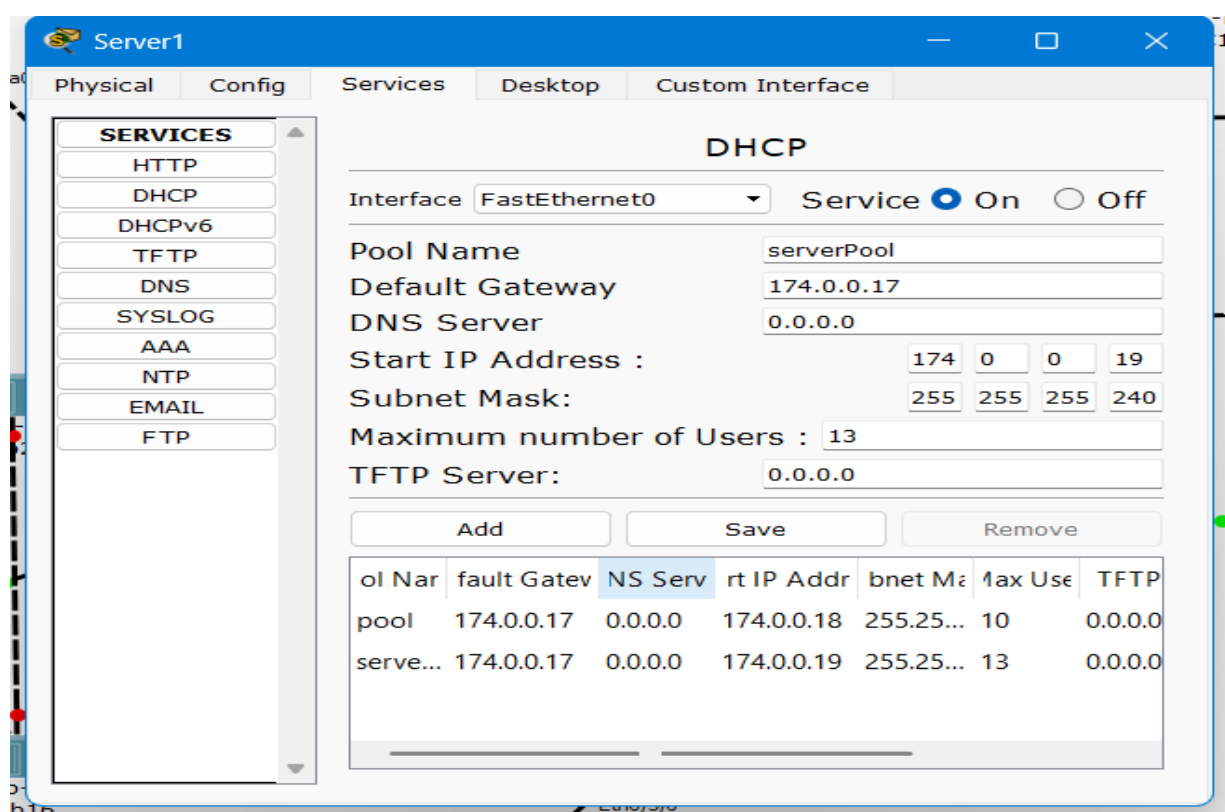 Server1
Physical Config Services Desktop Custom Interface
SERVICES
HTTP
DHCP
DHCPv6
TFTP
DNS
SYSLOG
AAA
NTP
EMAIL
FTP
DHCP
Interface FastEthernet0 Service On Off
Pool Name serverPool
Default Gateway 174.0.0.17
DNS Server 0.0.0.0
Start IP Address : 174 0 0 19
Subnet Mask: 255 255 255 240
Maximum number of Users : 13
TFTP Server: 0.0.0.0
Add Save Remove
ol Nar fault Gatev NS Serv rt IP Addr bnet Ma Max Use TFTP
pool 174.0.0.17 0.0.0.0 174.0.0.18 255.25... 10 0.0.0.0
serve... 174.0.0.17 0.0.0.0 174.0.0.19 255.25... 13 0.0.0.0